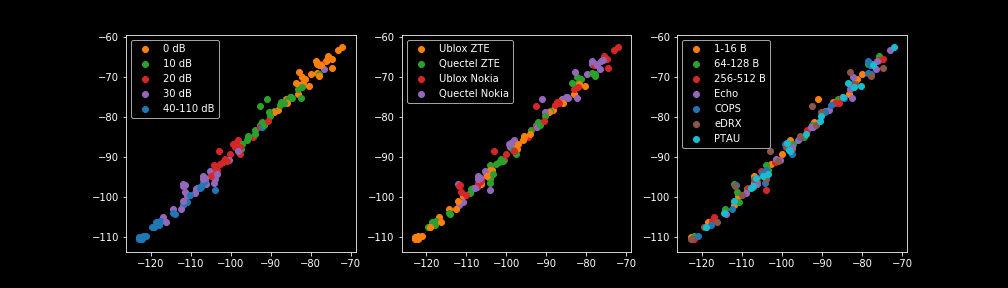 0 dB
10 dB
20 dB
30 dB
40-110 dB
−60
−70
−80
−90
−100
−110
−120
−110
−100
−90
−80
−70
Ublox ZTE
Quectel ZTE
Ublox Nokia
Quectel Nokia
−60
−70
−80
−90
−100
−110
−120
−110
−100
−90
−80
−70
1-16 B
64-128 B
256-512 B
Echo
COPS
eDRX
PTAU
−60
−70
−80
−90
−100
−110
−120
−110
−100
−90
−80
−70